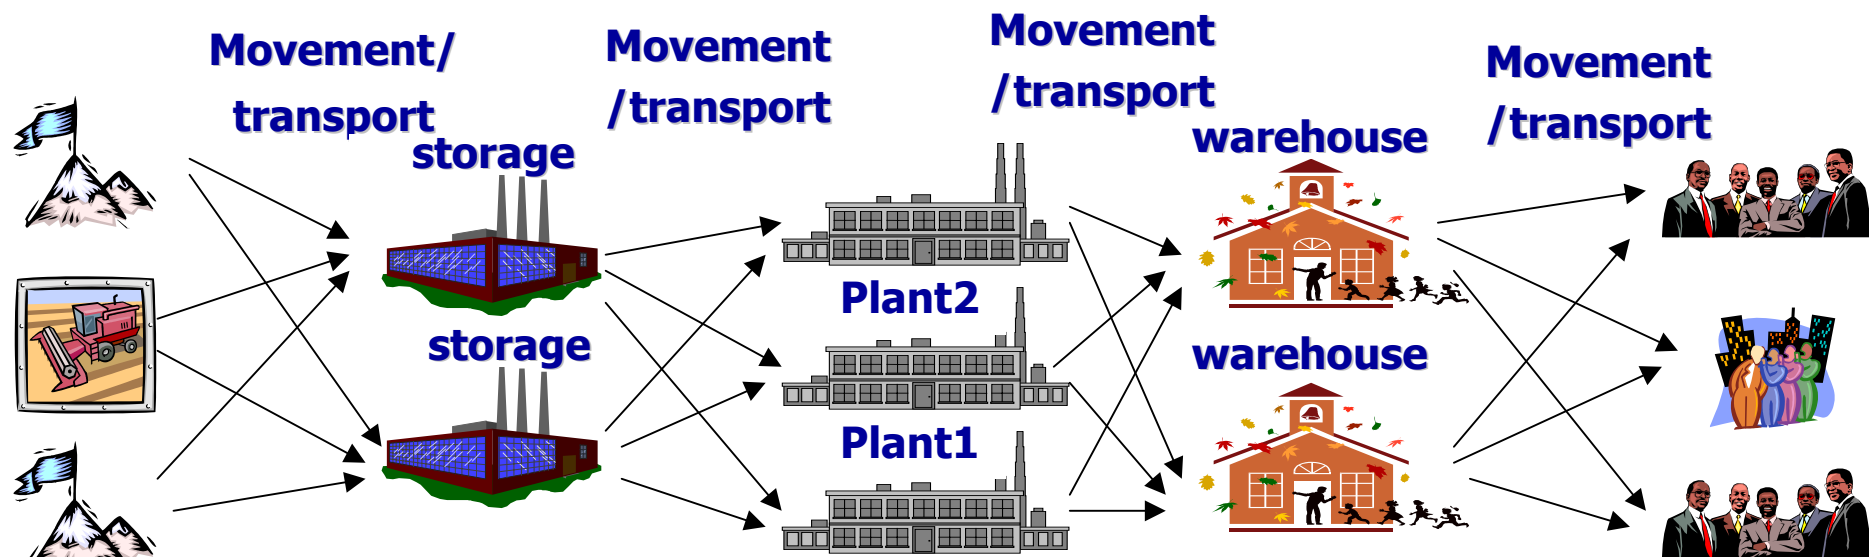 Movement/
transport
Movement
/transport
Movement
/transport
Movement
/transport
storage
warehouse
Plant2
storage
warehouse
Plant1